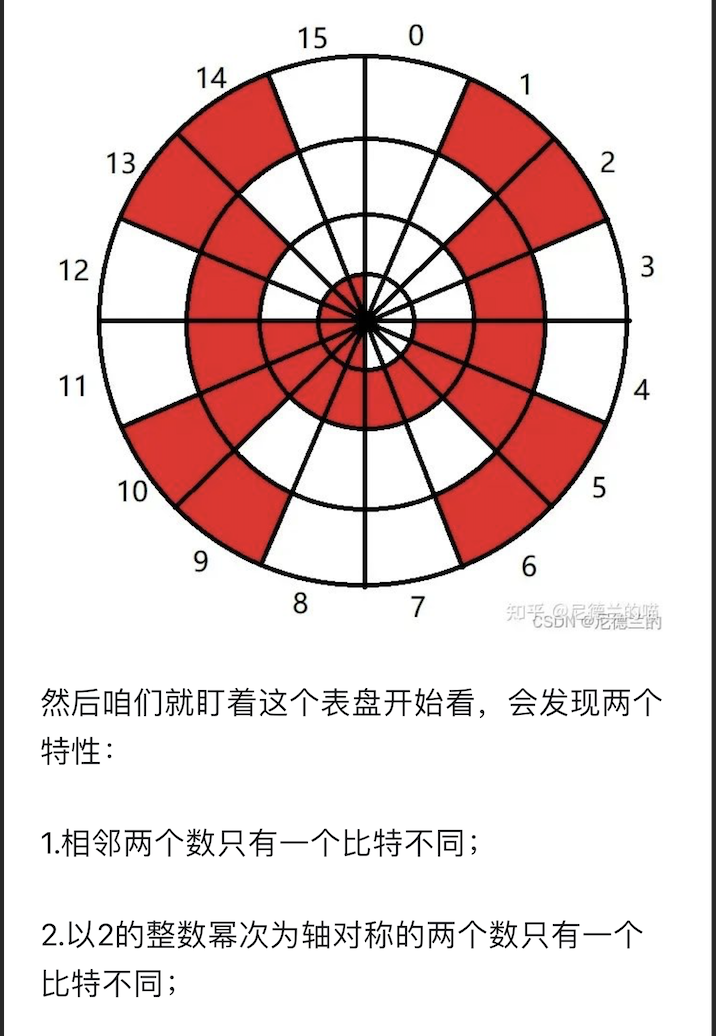 15 0
14 1
13 2
12 3
11 4
10 5
9 6
8 7
知乎 @尼德兰的喵
CSDN @尼德兰的
然后咱们就盯着这个表盘开始看，会发现两个
特性：
1.相邻两个数只有一个比特不同；
2.以2的整数幂次为轴对称的两个数只有一个
比特不同；